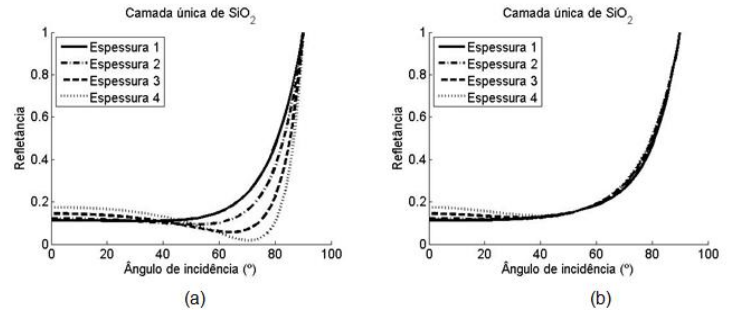 Camada única de SiO2
Refletância
1
0.8
0.6
0.4
0.2
0
Espessura 1
Espessura 2
Espessura 3
Espessura 4
0 20 40 60 80 100
Ângulo de incidência (º)
(a)
Camada única de SiO2
Refletância
1
0.8
0.6
0.4
0.2
0
Espessura 1
Espessura 2
Espessura 3
Espessura 4
0 20 40 60 80 100
Ângulo de incidência (º)
(b)